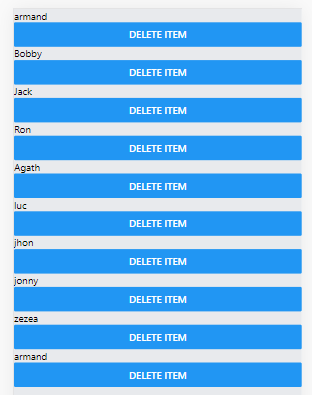 armand
DELETE ITEM
Bobby
DELETE ITEM
Jack
DELETE ITEM
Ron
DELETE ITEM
Agath
DELETE ITEM
luc
DELETE ITEM
jhon
DELETE ITEM
jonny
DELETE ITEM
zezea
DELETE ITEM
armand
DELETE ITEM